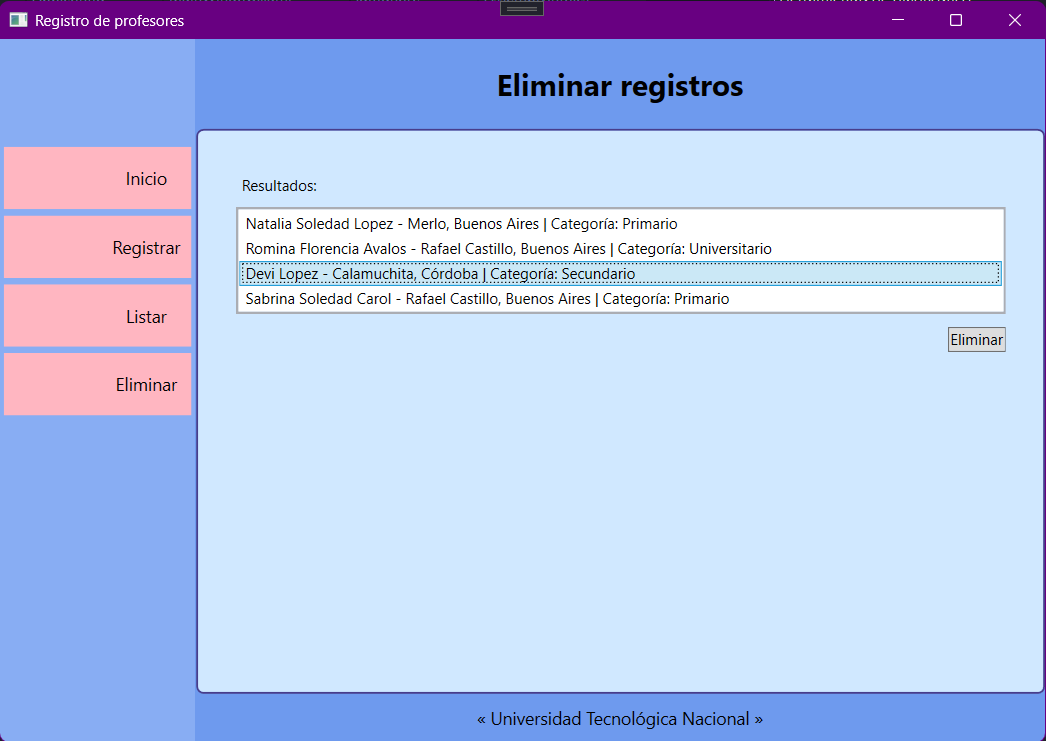 Registro de profesores
Eliminar registros
Inicio
Registrar
Listar
Eliminar
Resultados:
Natalia Soledad Lopez - Merlo, Buenos Aires | Categoría: Primario
Romina Florencia Avalos - Rafael Castillo, Buenos Aires | Categoría: Universitario
Devi Lopez - Calamuchita, Córdoba | Categoría: Secundario
Sabrina Soledad Carol - Rafael Castillo, Buenos Aires | Categoría: Primario
Eliminar
« Universidad Tecnológica Nacional »